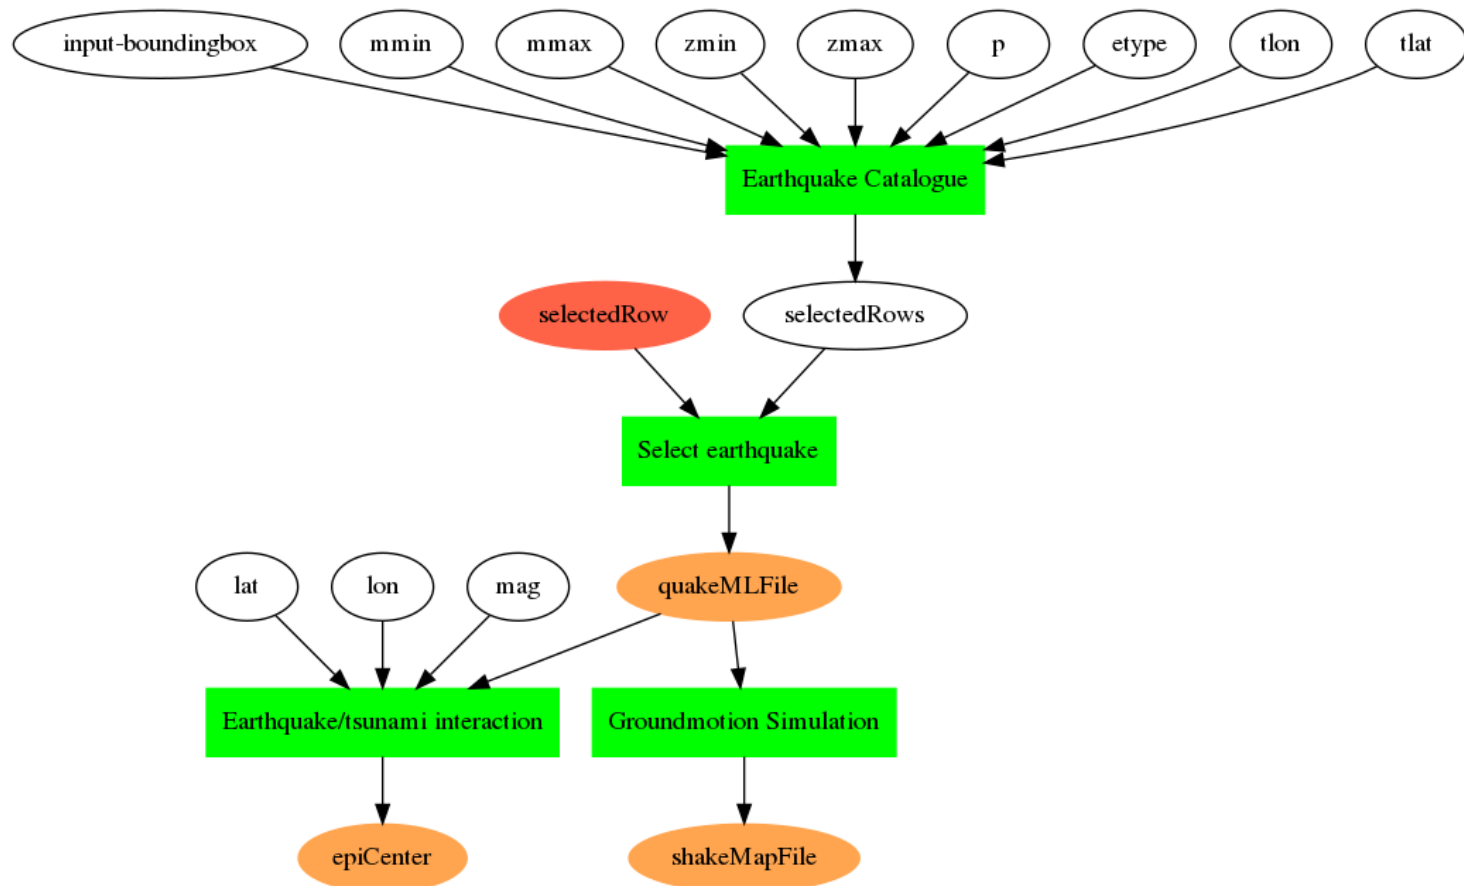 input-boundingbox
mmin
mmax
zmin
zmax
p
etype
tlon
tlat
Earthquake Catalogue
selectedRow
selectedRows
Select earthquake
lat
lon
mag
quakeMLFile
Earthquake/tsunami interaction
Groundmotion Simulation
epiCenter
shakeMapFile